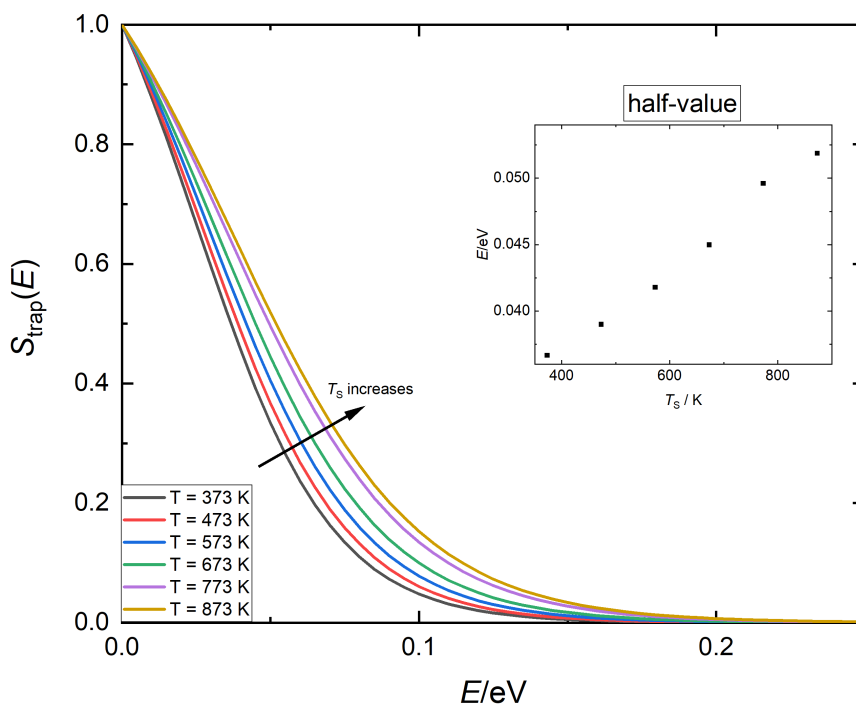 1.0
0.8
0.6
0.4
0.2
0.0
S_trap(E)
0.0
0.1
0.2
E/eV
T_S increases
T = 373 K
T = 473 K
T = 573 K
T = 673 K
T = 773 K
T = 873 K
half-value
0.050
0.045
0.040
E/eV
400
600
800
T_S / K